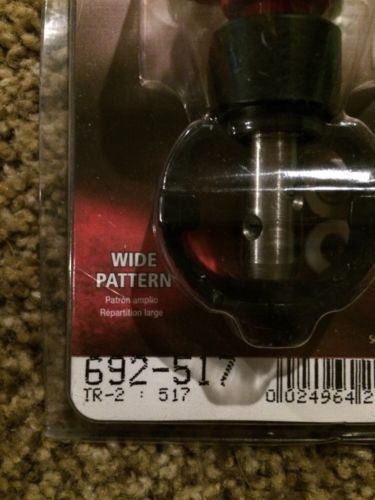 WIDE
PATTERN
Patrón amplio
Répartition large
692-517
TR-2 : 517
0 024964 2